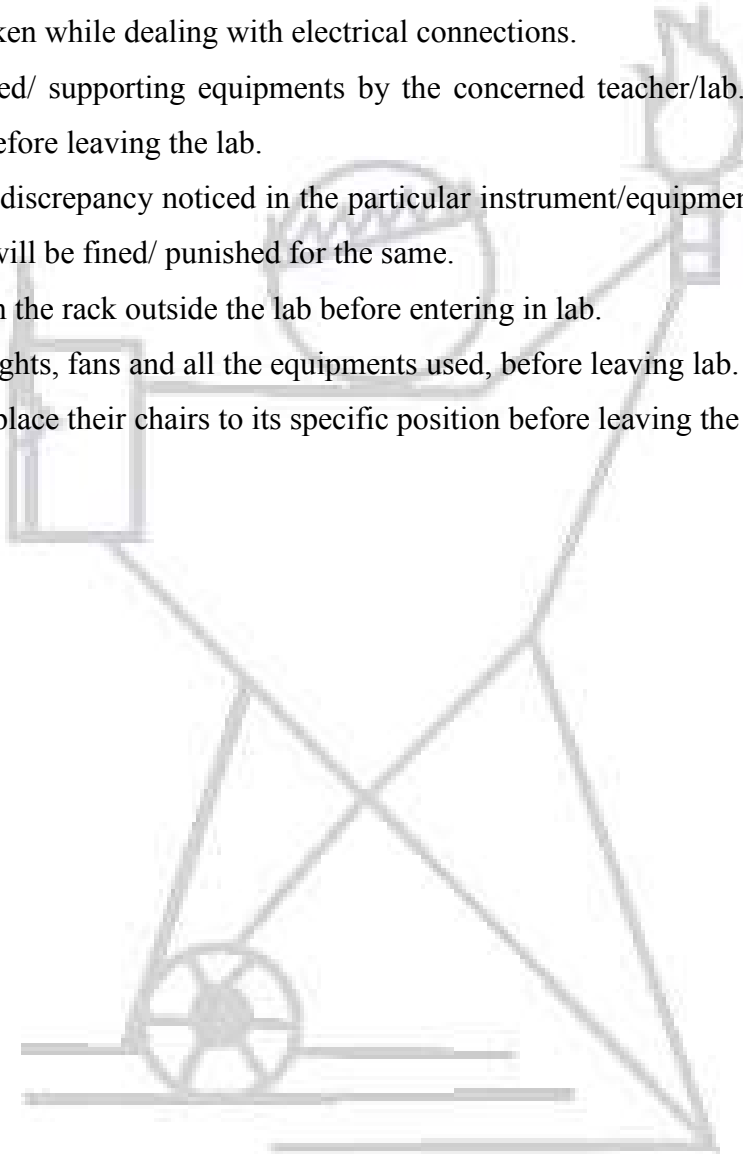 ken while dealing with electrical connections.
ed/ supporting equipments by the concerned teacher/lab.
efore leaving the lab.
discrepancy noticed in the particular instrument/equipmen
will be fined/ punished for the same.
n the rack outside the lab before entering in lab.
ghts, fans and all the equipments used, before leaving lab.
place their chairs to its specific position before leaving the